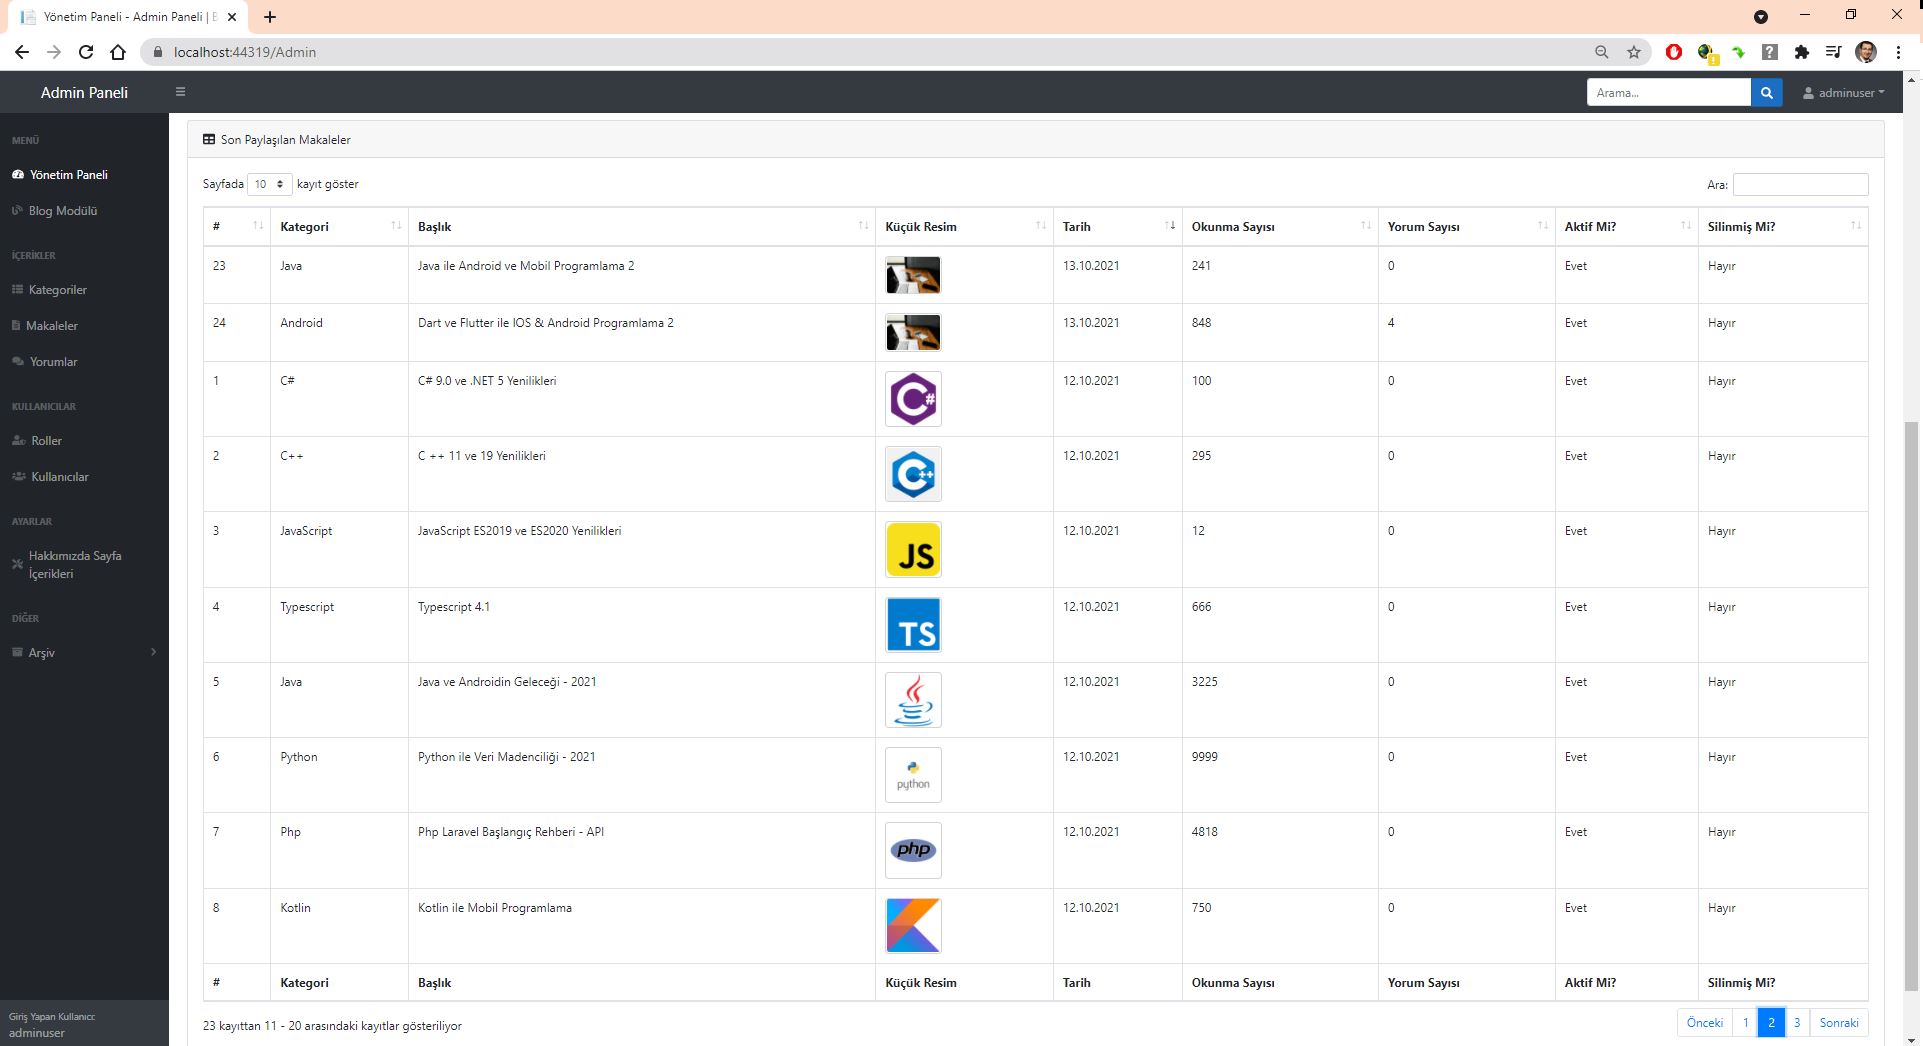 Yönetim Paneli - Admin Paneli | B
localhost:44319/Admin
Admin Paneli
Arama...
adminuser
MENÜ
Yönetim Paneli
Blog Modülü
İÇERİKLER
Kategoriler
Makaleler
Yorumlar
KULLANICILAR
Roller
Kullanıcılar
AYARLAR
Hakkımızda Sayfa
İçerikleri
DİĞER
Arşiv
Giriş Yapan Kullanıcı:
adminuser
Son Paylaşılan Makaleler
Sayfada 10 kayıt göster
Ara:
# Kategori Başlık Küçük Resim Tarih Okunma Sayısı Yorum Sayısı Aktif Mi? Silinmiş Mi?
23 Java Java ile Android ve Mobil Programlama 2 13.10.2021 241 0 Evet Hayır
24 Android Dart ve Flutter ile IOS & Android Programlama 2 13.10.2021 848 4 Evet Hayır
1 C# C# 9.0 ve .NET 5 Yenilikleri C# 12.10.2021 100 0 Evet Hayır
2 C++ C ++ 11 ve 19 Yenilikleri C++ 12.10.2021 295 0 Evet Hayır
3 JavaScript JavaScript ES2019 ve ES2020 Yenilikleri JS 12.10.2021 12 0 Evet Hayır
4 Typescript Typescript 4.1 TS 12.10.2021 666 0 Evet Hayır
5 Java Java ve Androidin Geleceği - 2021 12.10.2021 3225 0 Evet Hayır
6 Python Python ile Veri Madenciliği - 2021 python 12.10.2021 9999 0 Evet Hayır
7 Php Php Laravel Başlangıç Rehberi - API php 12.10.2021 4818 0 Evet Hayır
8 Kotlin Kotlin ile Mobil Programlama 12.10.2021 750 0 Evet Hayır
# Kategori Başlık Küçük Resim Tarih Okunma Sayısı Yorum Sayısı Aktif Mi? Silinmiş Mi?
23 kayıttan 11 - 20 arasındaki kayıtlar gösteriliyor
Önceki 1 2 3 Sonraki